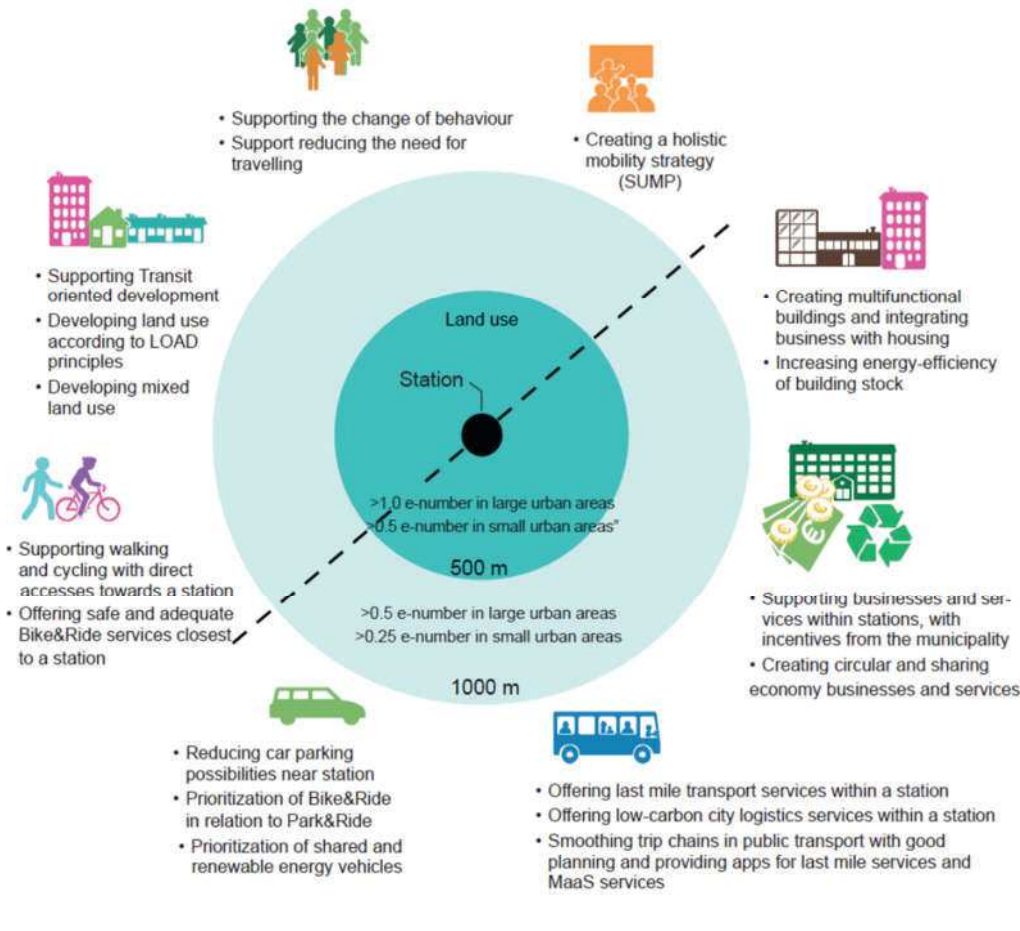 • Supporting the change of behaviour
• Support reducing the need for
travelling
• Creating a holistic
mobility strategy
(SUMP)
• Supporting Transit
oriented development
• Developing land use
according to LOAD
principles
• Developing mixed
land use
• Creating multifunctional
buildings and integrating
business with housing
• Increasing energy-efficiency
of building stock
Land use
Station
>1,0 e-number in large urban areas
>0.5 e-number in small urban areas"
500 m
>0.5 e-number in large urban areas
>0.25 e-number in small urban areas
1000 m
• Supporting walking
and cycling with direct
accesses towards a station
• Offering safe and adequate
Bike&Ride services closest
to a station
• Supporting businesses and ser-
vices within stations, with
incentives from the municipality
• Creating circular and sharing
economy businesses and services
• Reducing car parking
possibilities near station
• Prioritization of Bike&Ride
in relation to Park&Ride
• Prioritization of shared and
renewable energy vehicles
• Offering last mile transport services within a station
• Offering low-carbon city logistics services within a station
• Smoothing trip chains in public transport with good
planning and providing apps for last mile services and
MaaS services